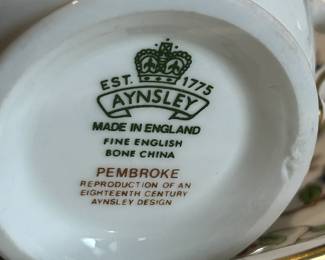 EST. 1775
AYNSLEY
MADE IN ENGLAND
FINE ENGLISH
BONE CHINA
PEMBROKE
REPRODUCTION OF AN
EIGHTEENTH CENTURY
AYNSLEY DESIGN